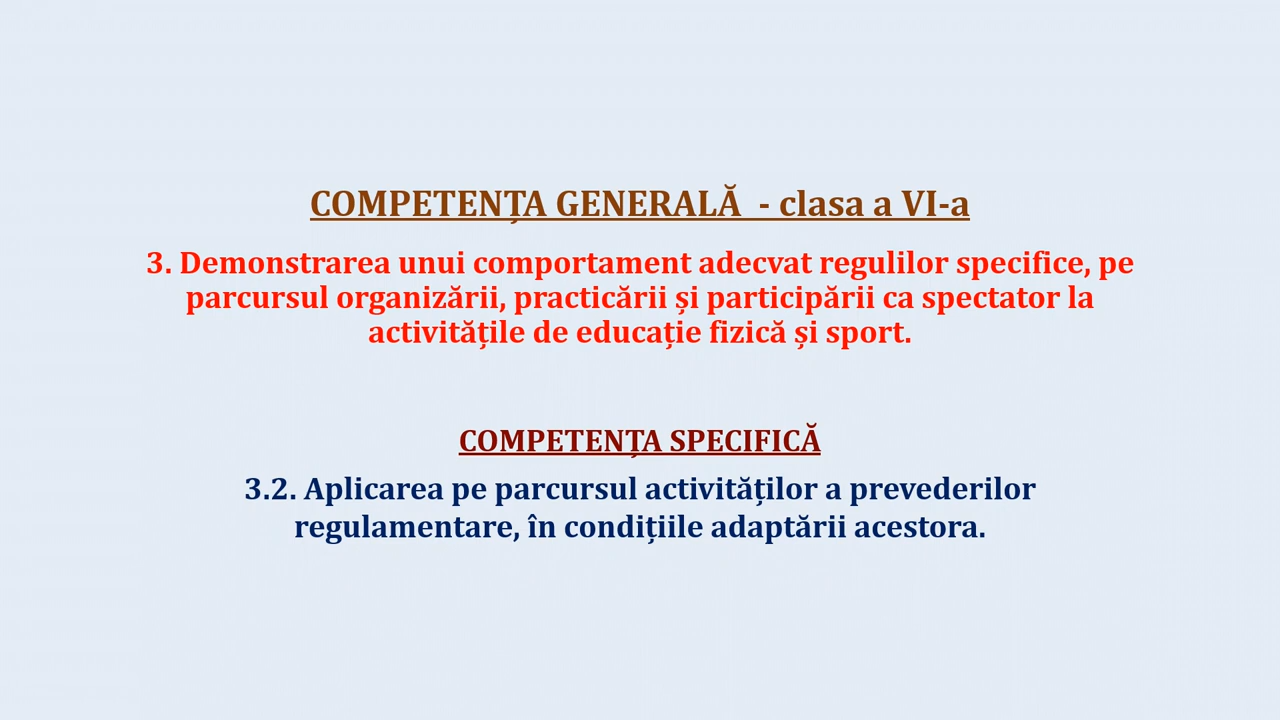 COMPETENȚA GENERALĂ - clasa a VI-a
3. Demonstrarea unui comportament adecvat regulilor specifice, pe
parcursul organizării, practicării și participării ca spectator la
activitățile de educație fizică și sport.
COMPETENȚA SPECIFICĂ
3.2. Aplicarea pe parcursul activităților a prevederilor
regulamentare, în condițiile adaptării acestora.